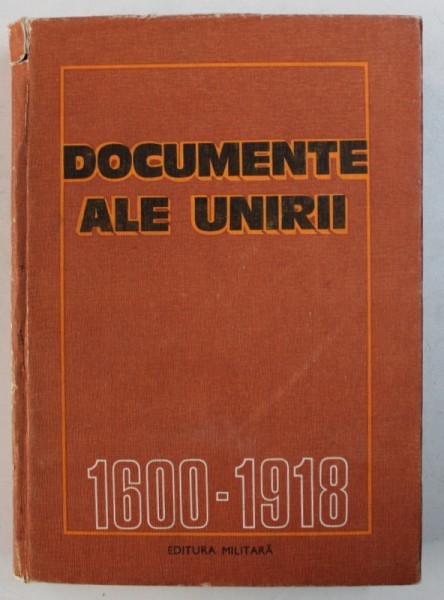 DOCUMENTE
ALE UNIRII
1600-1918
EDITURA MILITARĂ